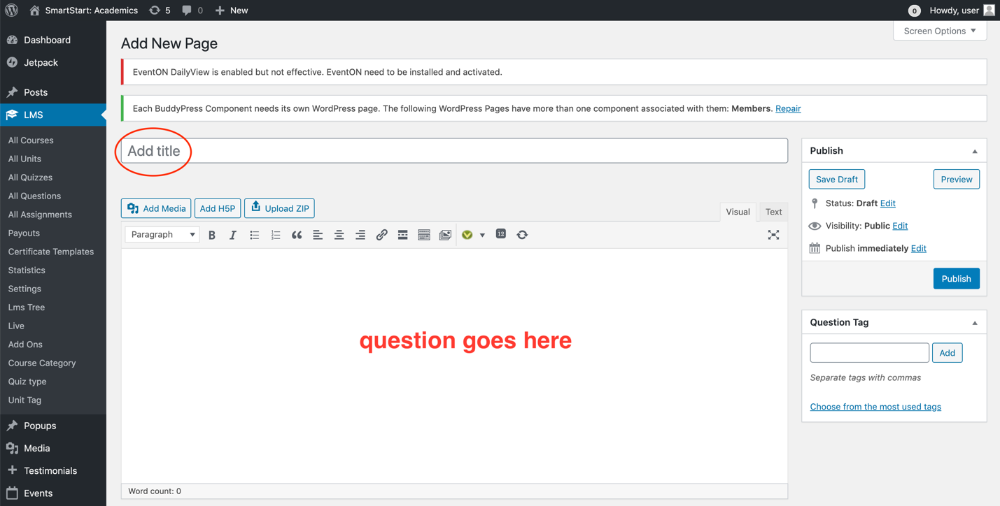 SmartStart: Academics 5 0 New 0 Howdy, user
Screen Options
Dashboard
Jetpack
Posts
LMS
All Courses
All Units
All Quizzes
All Questions
All Assignments
Payouts
Certificate Templates
Statistics
Settings
Lms Tree
Live
Add Ons
Course Category
Quiz type
Unit Tag
Popups
Media
Testimonials
Events
Add New Page
EventON DailyView is enabled but not effective. EventON need to be installed and activated.
Each BuddyPress Component needs its own WordPress page. The following WordPress Pages have more than one component associated with them: Members. Repair
Add title
Add Media Add H5P Upload ZIP
Visual Text
Paragraph B I 12
question goes here
Word count: 0
Publish
Save Draft Preview
Status: Draft Edit
Visibility: Public Edit
Publish immediately Edit
Publish
Question Tag
Add
Separate tags with commas
Choose from the most used tags